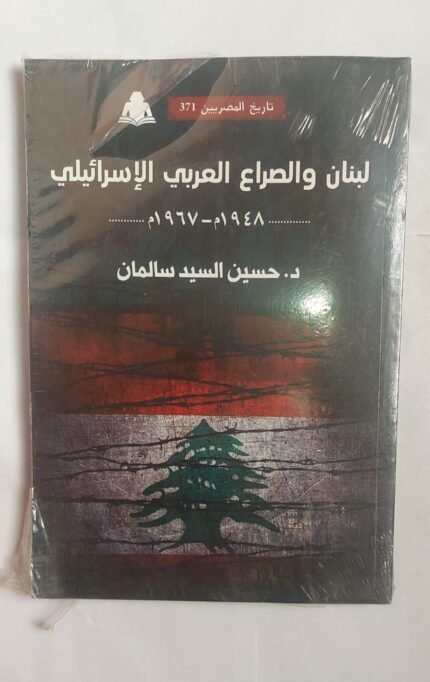 تاريخ المصريين 371
لبنان والصراع العربي الإسرائيلي
............ ١٩٤٨م - ١٩٦٧م ............
د. حسين السيد سالمان